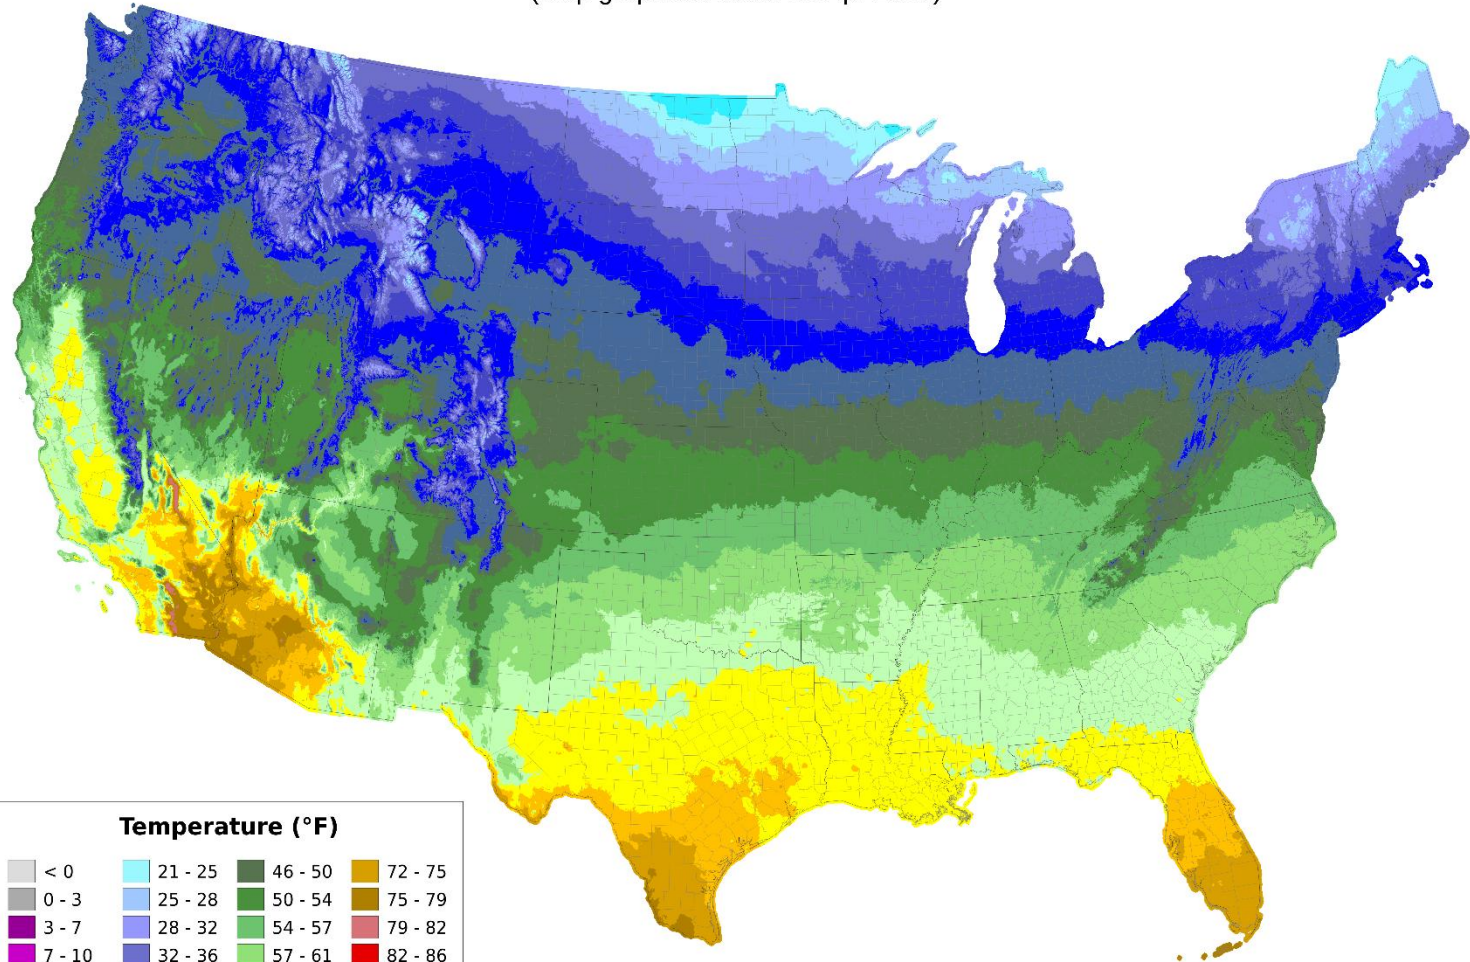 Temperature (°F)
< 0 21 - 25 46 - 50 72 - 75
0 - 3 25 - 28 50 - 54 75 - 79
3 - 7 28 - 32 54 - 57 79 - 82
7 - 10 32 - 36 57 - 61 82 - 86